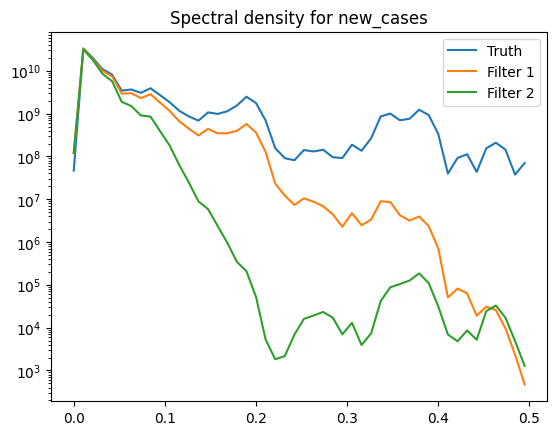 Spectral density for new_cases
Truth
Filter 1
Filter 2
10¹⁰
10⁹
10⁸
10⁷
10⁶
10⁵
10⁴
10³
0.0 0.1 0.2 0.3 0.4 0.5